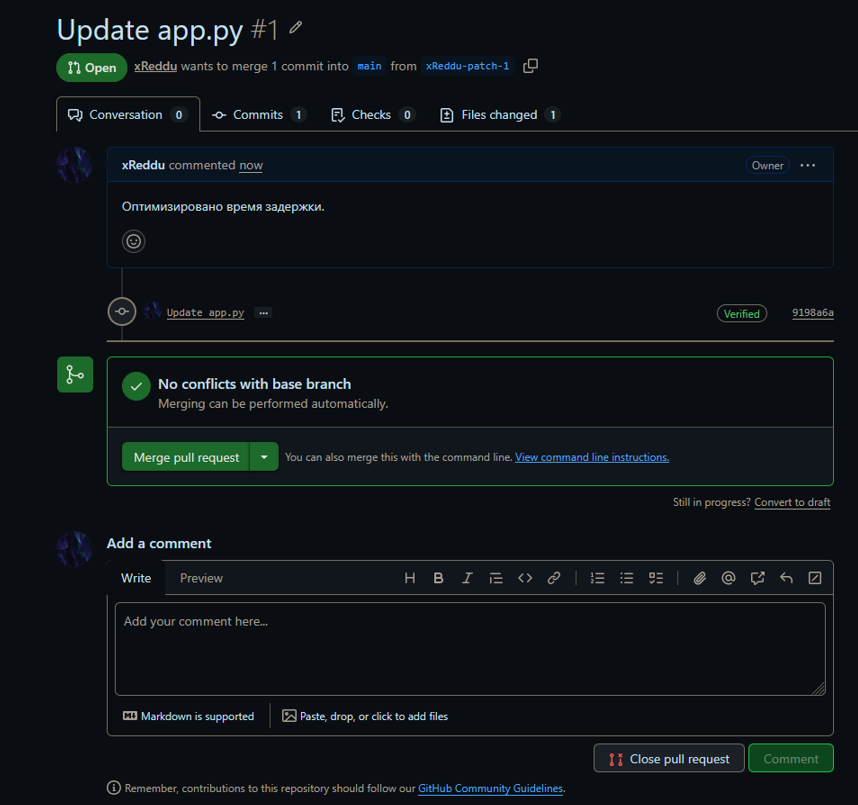 Update app.py #1
Open xReddu wants to merge 1 commit into main from xReddu-patch-1
Conversation 0 Commits 1 Checks 0 Files changed 1
xReddu commented now Owner
Оптимизировано время задержки.
Update app.py ... Verified 9198a6a
No conflicts with base branch
Merging can be performed automatically.
Merge pull request You can also merge this with the command line. View command line instructions.
Still in progress? Convert to draft
Add a comment
Write Preview
Add your comment here...
Markdown is supported Paste, drop, or click to add files
Close pull request Comment
Remember, contributions to this repository should follow our GitHub Community Guidelines.